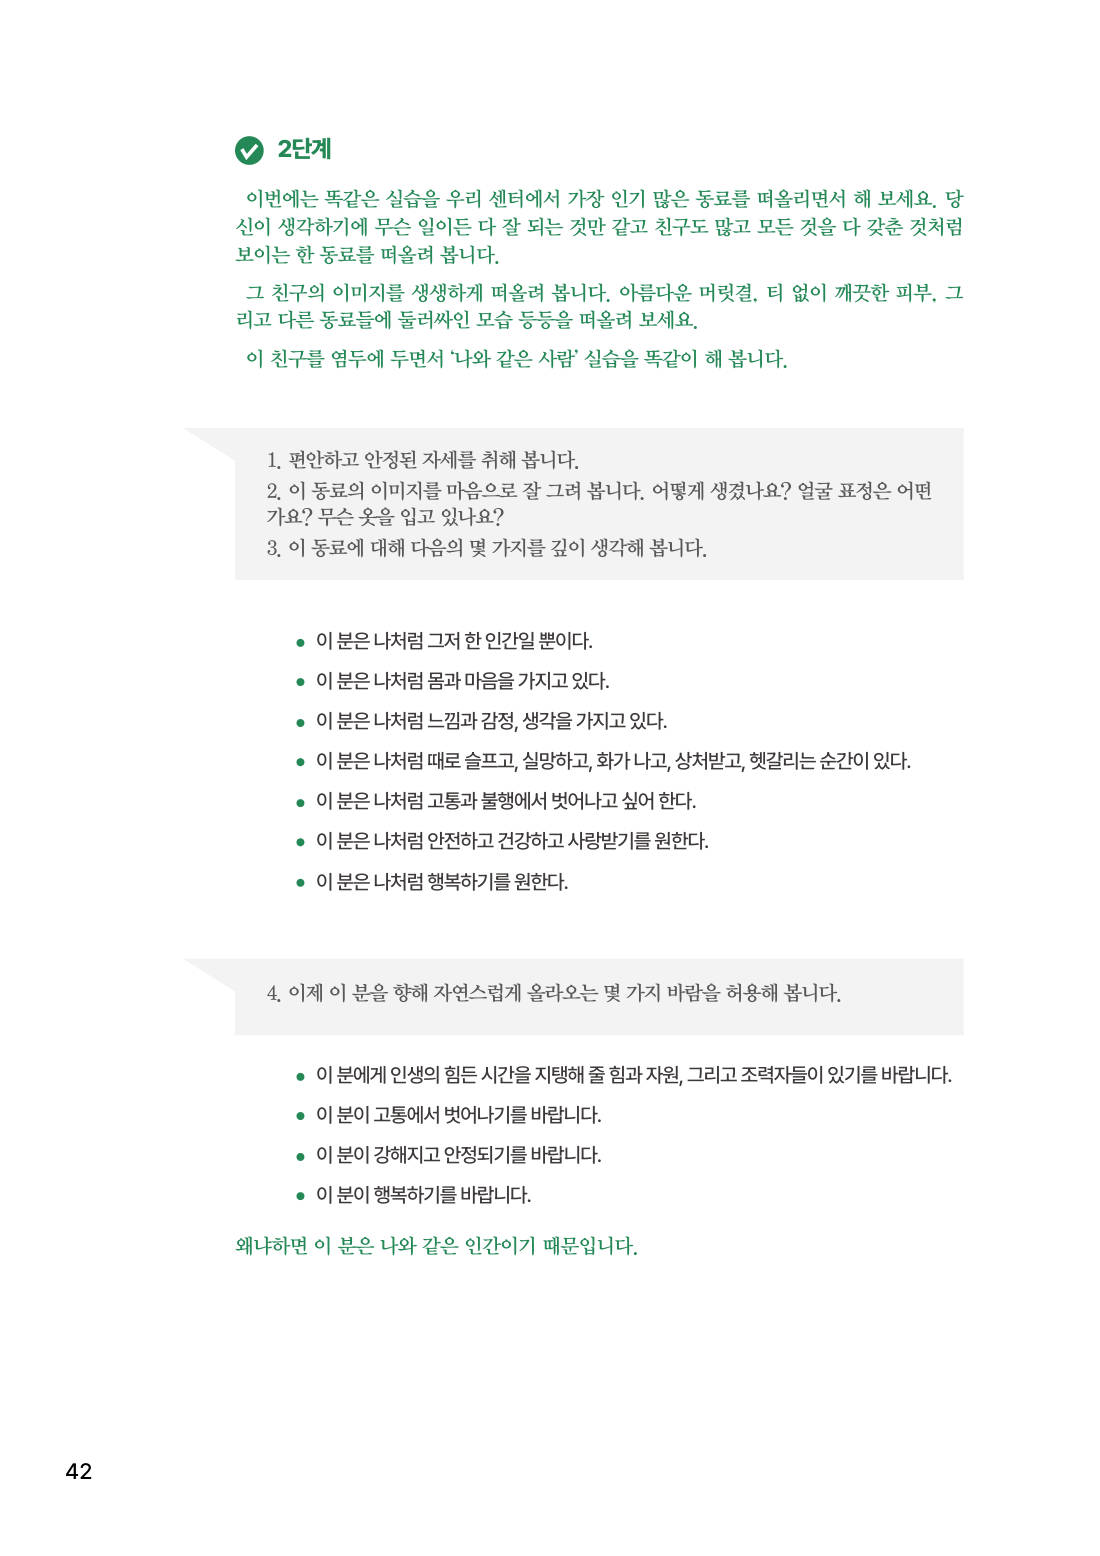 2단계
이번에는 똑같은 실습을 우리 센터에서 가장 인기 많은 동료를 떠올리면서 해 보세요. 당
신이 생각하기에 무슨 일이든 다 잘 되는 것만 같고 친구도 많고 모든 것을 다 갖춘 것처럼
보이는 한 동료를 떠올려 봅니다.
그 친구의 이미지를 생생하게 떠올려 봅니다. 아름다운 머릿결. 티 없이 깨끗한 피부. 그
리고 다른 동료들에 둘러싸인 모습 등등을 떠올려 보세요.
이 친구를 염두에 두면서 ‘나와 같은 사람’ 실습을 똑같이 해 봅니다.
1. 편안하고 안정된 자세를 취해 봅니다.
2. 이 동료의 이미지를 마음으로 잘 그려 봅니다. 어떻게 생겼나요? 얼굴 표정은 어떤
가요? 무슨 옷을 입고 있나요?
3. 이 동료에 대해 다음의 몇 가지를 깊이 생각해 봅니다.
• 이 분은 나처럼 그저 한 인간일 뿐이다.
• 이 분은 나처럼 몸과 마음을 가지고 있다.
• 이 분은 나처럼 느낌과 감정, 생각을 가지고 있다.
• 이 분은 나처럼 때로 슬프고, 실망하고, 화가 나고, 상처받고, 헷갈리는 순간이 있다.
• 이 분은 나처럼 고통과 불행에서 벗어나고 싶어 한다.
• 이 분은 나처럼 안전하고 건강하고 사랑받기를 원한다.
• 이 분은 나처럼 행복하기를 원한다.
4. 이제 이 분을 향해 자연스럽게 올라오는 몇 가지 바람을 허용해 봅니다.
• 이 분에게 인생의 힘든 시간을 지탱해 줄 힘과 자원, 그리고 조력자들이 있기를 바랍니다.
• 이 분이 고통에서 벗어나기를 바랍니다.
• 이 분이 강해지고 안정되기를 바랍니다.
• 이 분이 행복하기를 바랍니다.
왜냐하면 이 분은 나와 같은 인간이기 때문입니다.
42